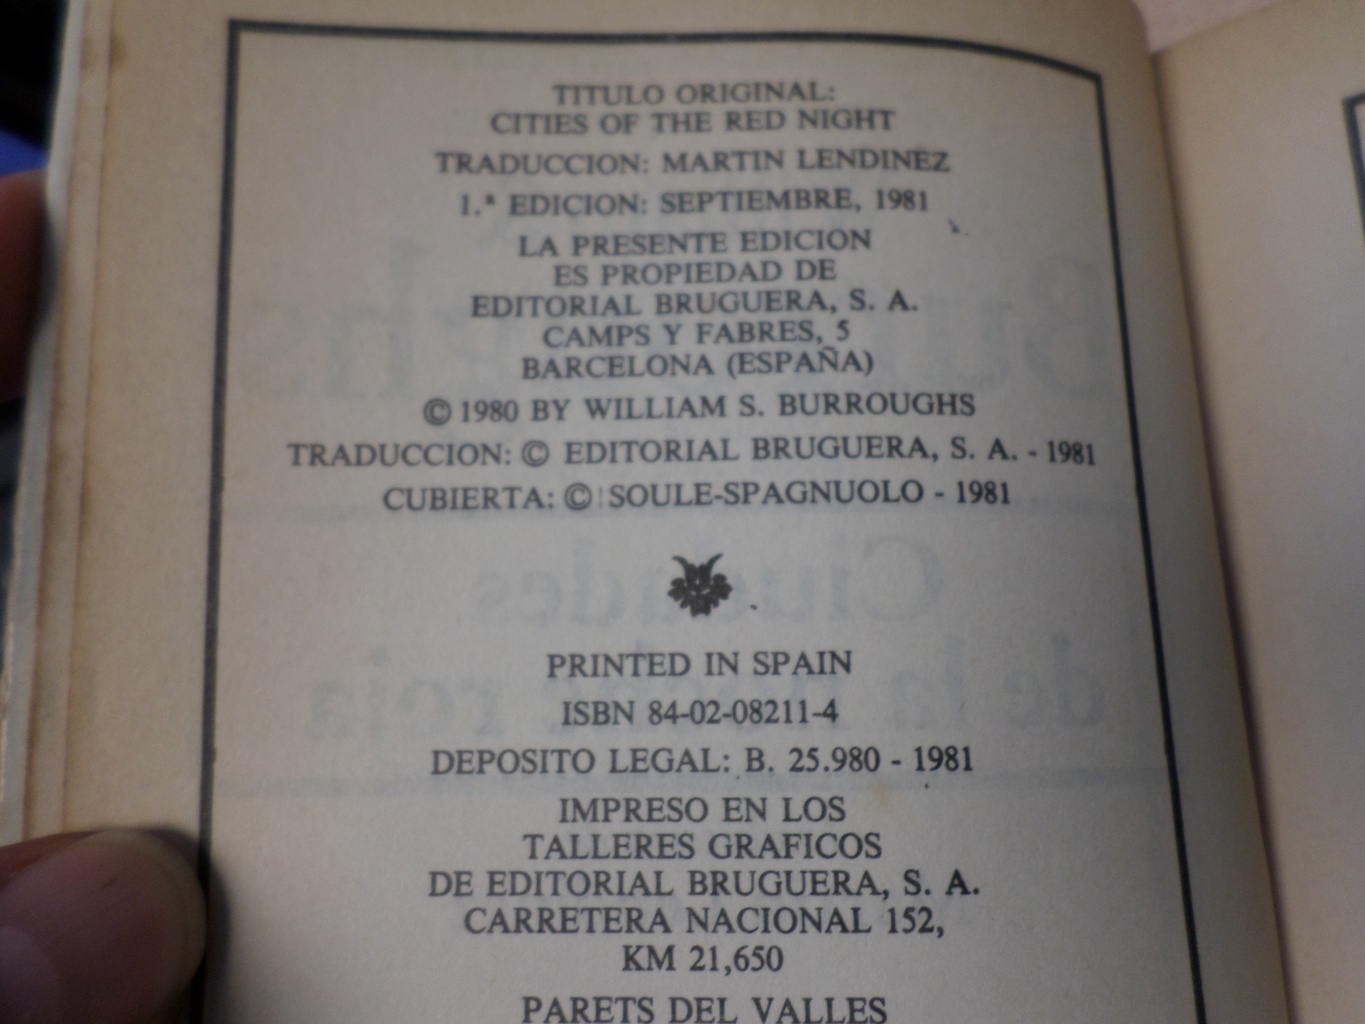 TITULO ORIGINAL:
CITIES OF THE RED NIGHT
TRADUCCION: MARTIN LENDINEZ
1.ª EDICION: SEPTIEMBRE, 1981
LA PRESENTE EDICION
ES PROPIEDAD DE
EDITORIAL BRUGUERA, S. A.
CAMPS Y FABRES, 5
BARCELONA (ESPAÑA)
© 1980 BY WILLIAM S. BURROUGHS
TRADUCCION: © EDITORIAL BRUGUERA, S. A. - 1981
CUBIERTA: © SOULE-SPAGNUOLO - 1981
PRINTED IN SPAIN
ISBN 84-02-08211-4
DEPOSITO LEGAL: B. 25.980 - 1981
IMPRESO EN LOS
TALLERES GRAFICOS
DE EDITORIAL BRUGUERA, S. A.
CARRETERA NACIONAL 152,
KM 21,650
PARETS DEL VALLES